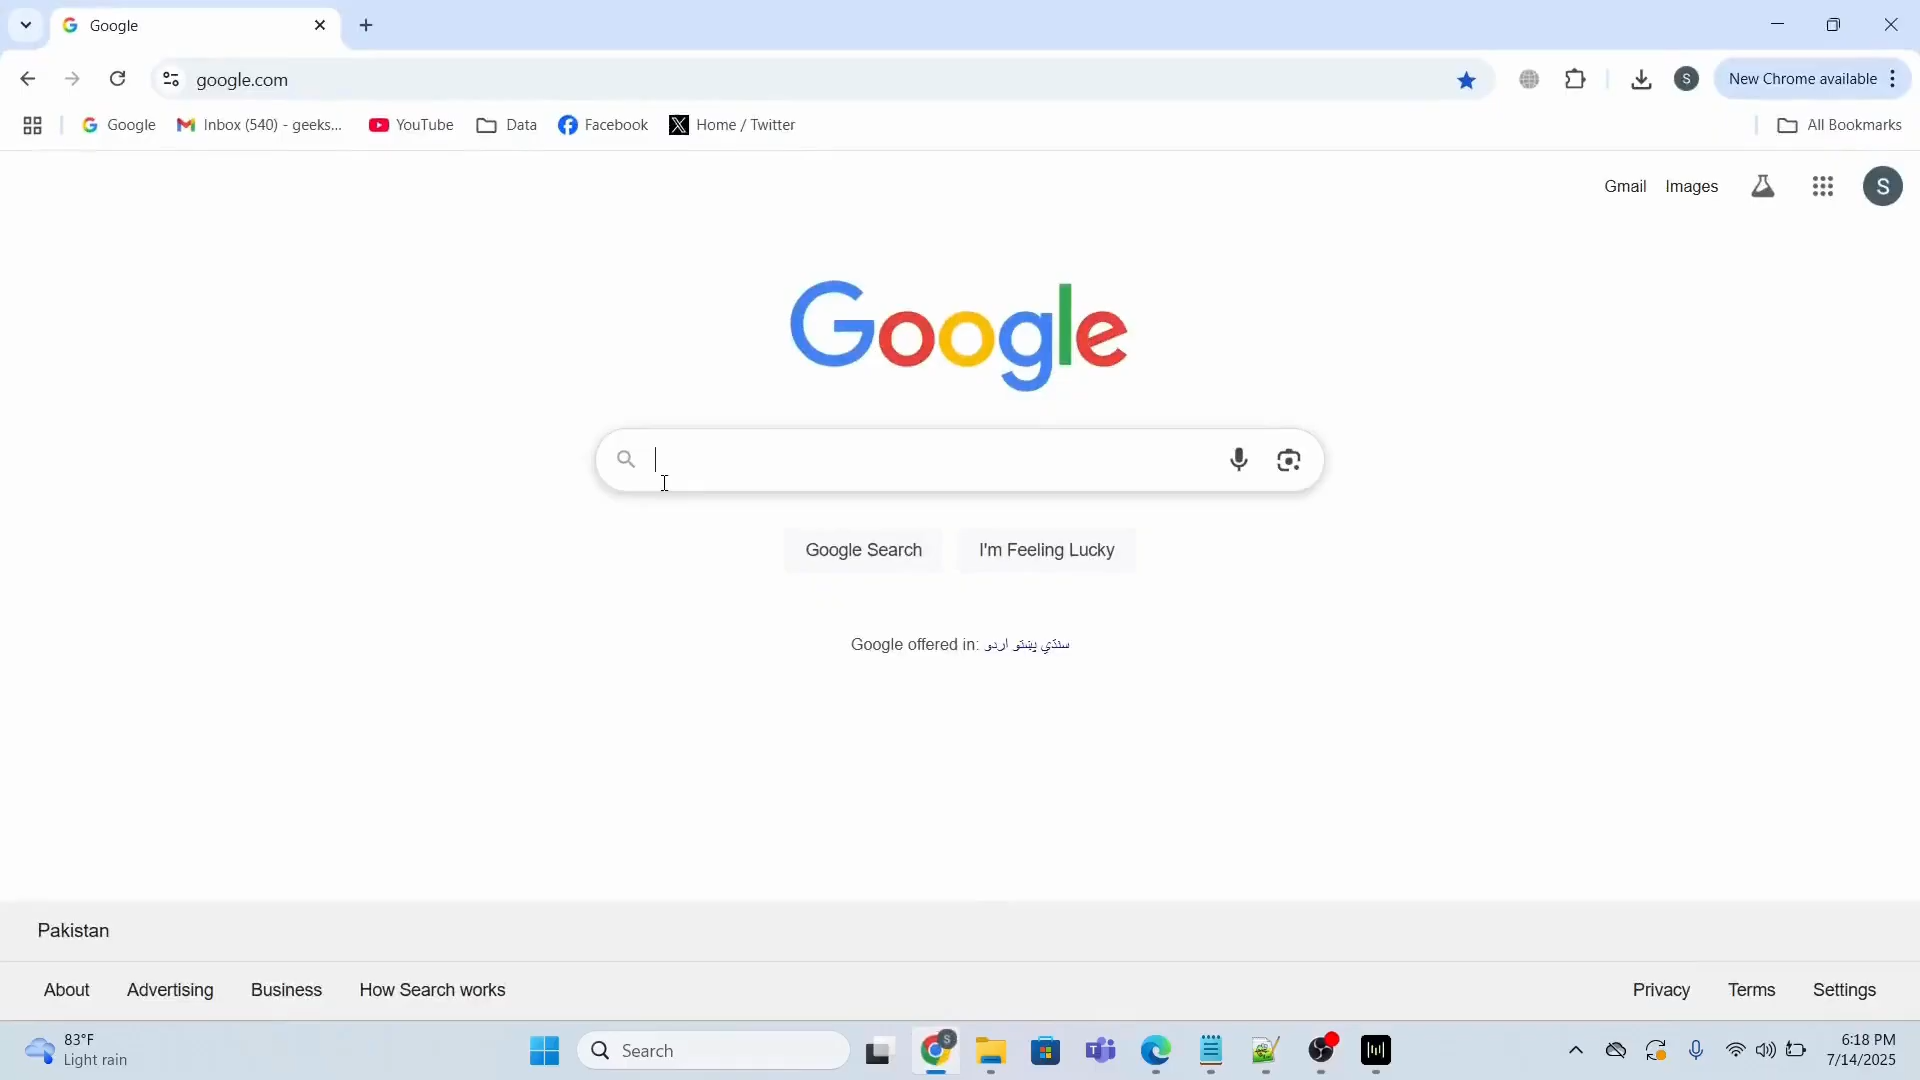 Google
google.com
New Chrome available
Google
Inbox (540) - geeks...
YouTube
Data
Facebook
Home / Twitter
All Bookmarks
Gmail
Images
S
Google
Google Search
I'm Feeling Lucky
Google offered in: اردو پښتو سنڌي
Pakistan
About
Advertising
Business
How Search works
Privacy
Terms
Settings
83°F
Light rain
Search
6:18 PM
7/14/2025